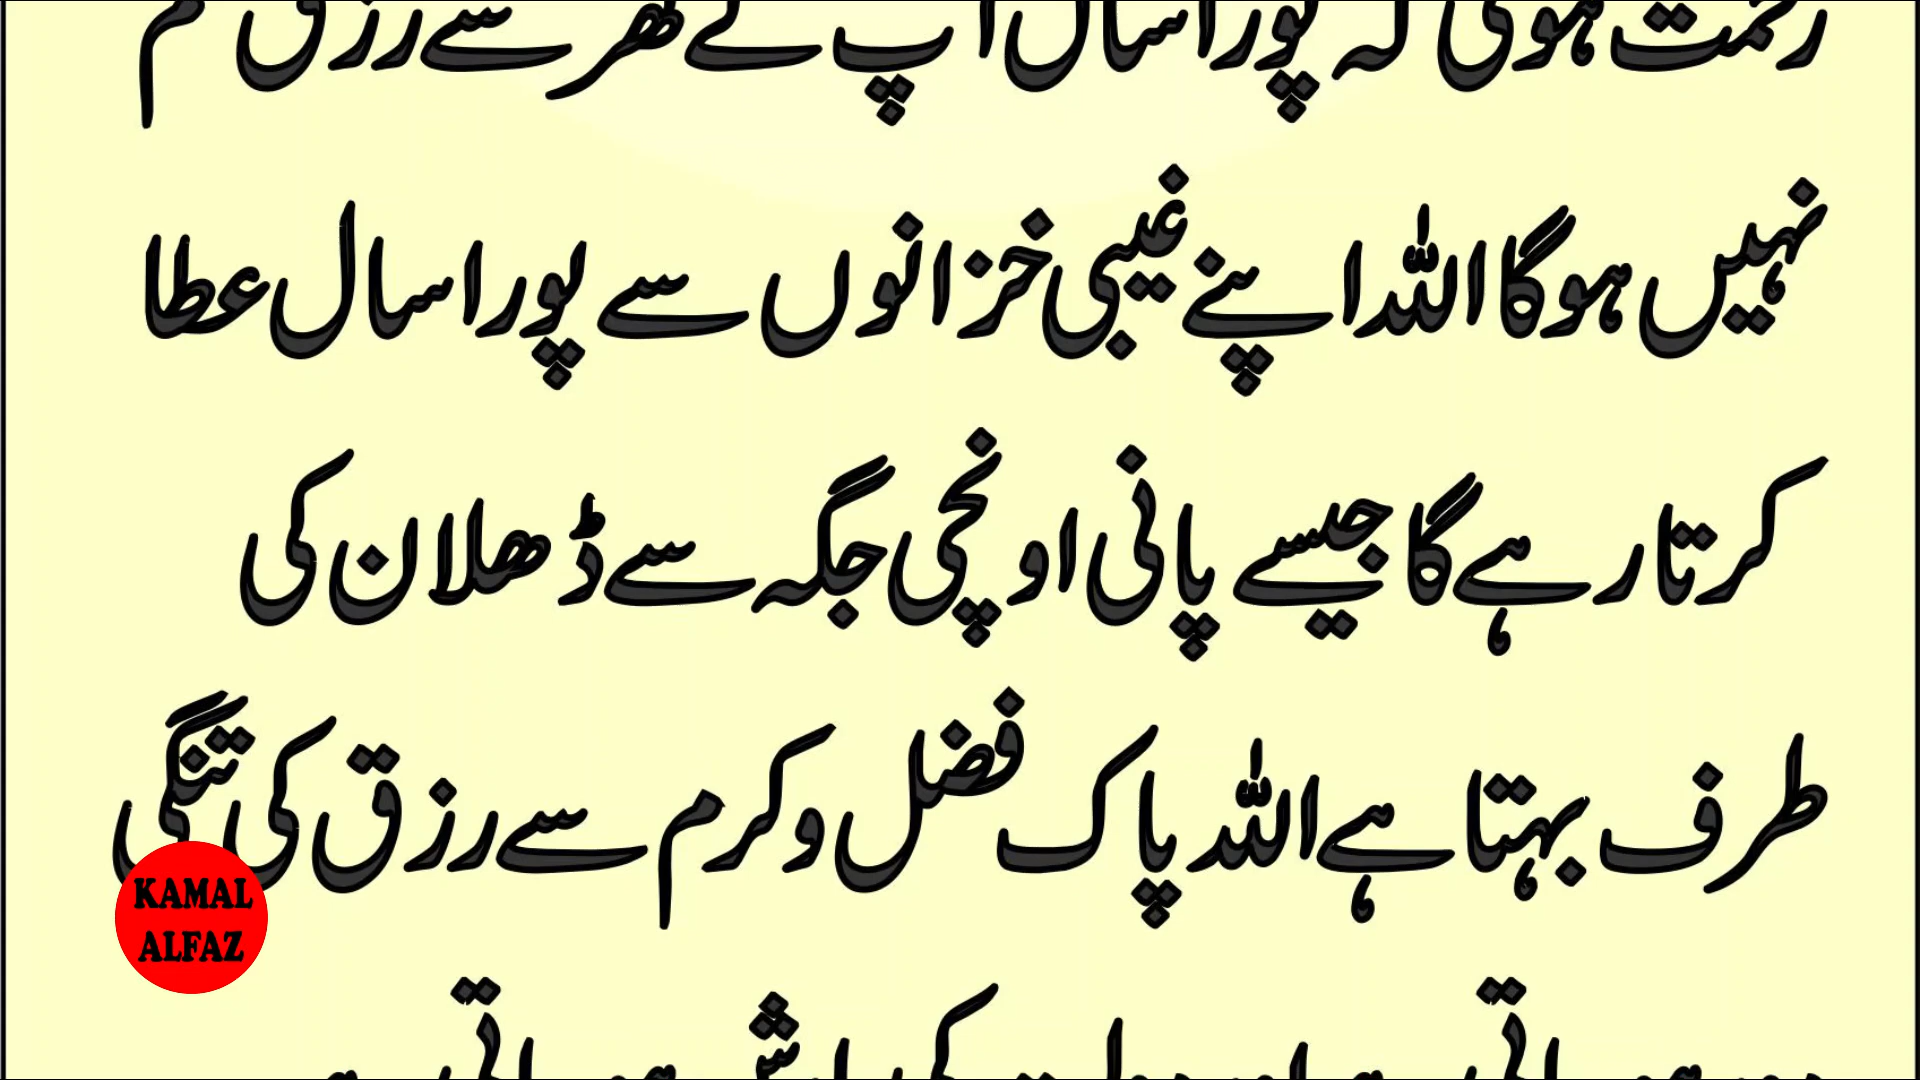 رحمت ہوگی کہ پورا سال آپ کے گھر سے رزق ختم
نہیں ہوگا اللہ اپنے غیبی خزانوں سے پورا سال عطا
کرتا رہے گا جیسے پانی اونچی جگہ سے ڈھلان کی
طرف بہتا ہے اللہ پاک فضل و کرم سے رزق کی تنگی
KAMAL
ALFAZ